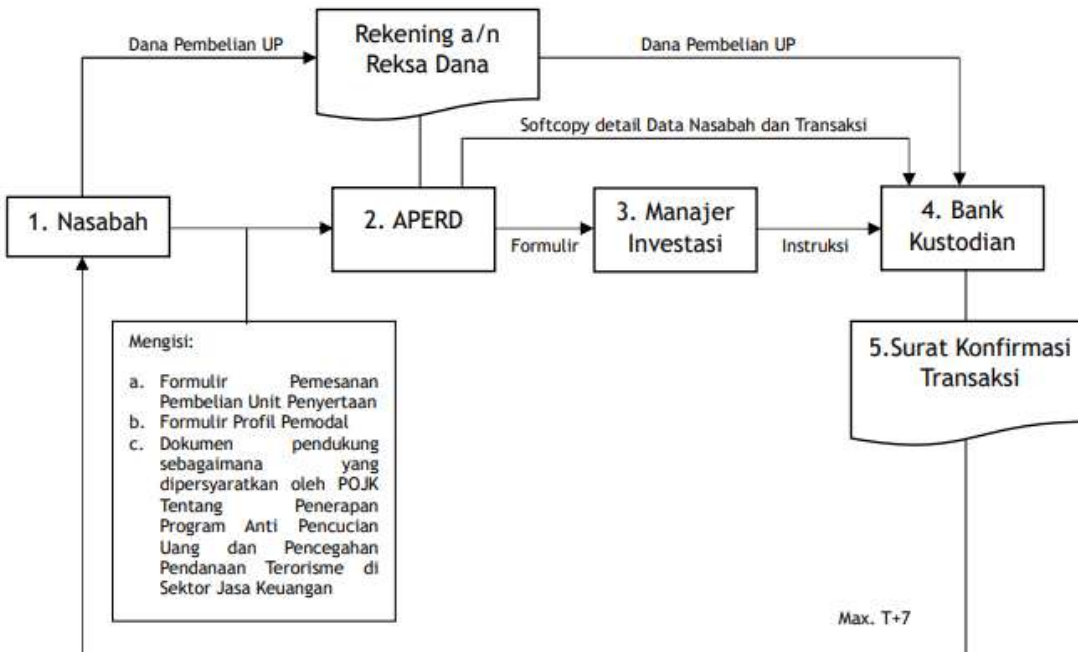 Dana Pembelian UP
Rekening a/n
Reksa Dana
Dana Pembelian UP
Softcopy detail Data Nasabah dan Transaksi
1. Nasabah
2. APERD
Formulir
3. Manajer
Investasi
Instruksi
4. Bank
Kustodian
Mengisi:
a. Formulir Pemesanan
Pembelian Unit Penyertaan
b. Formulir Profil Pemodal
c. Dokumen pendukung
sebagaimana yang
dipersyaratkan oleh POJK
Tentang Penerapan
Program Anti Pencucian
Uang dan Pencegahan
Pendanaan Terorisme di
Sektor Jasa Keuangan
5.Surat Konfirmasi
Transaksi
Max. T+7